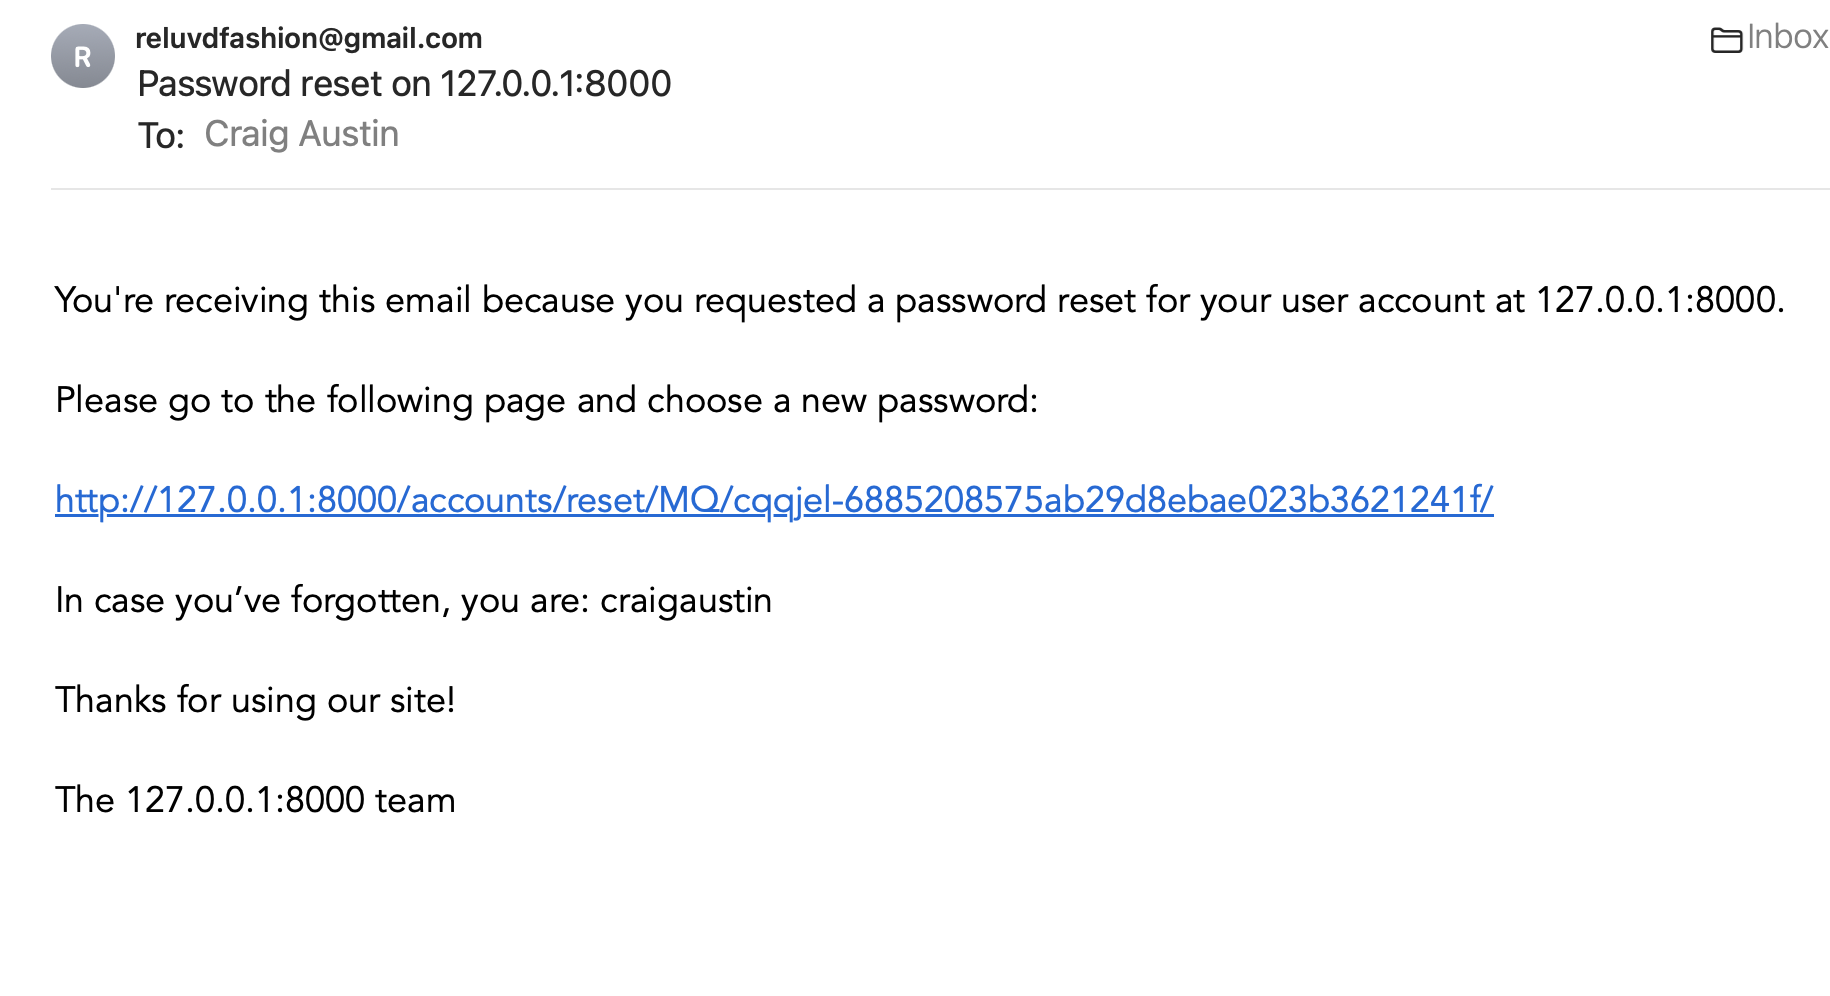 R
reluvdfashion@gmail.com
Inbox
Password reset on 127.0.0.1:8000
To: Craig Austin
You're receiving this email because you requested a password reset for your user account at 127.0.0.1:8000.
Please go to the following page and choose a new password:
http://127.0.0.1:8000/accounts/reset/MQ/cqqjel-6885208575ab29d8ebae023b3621241f/
In case you’ve forgotten, you are: craigaustin
Thanks for using our site!
The 127.0.0.1:8000 team